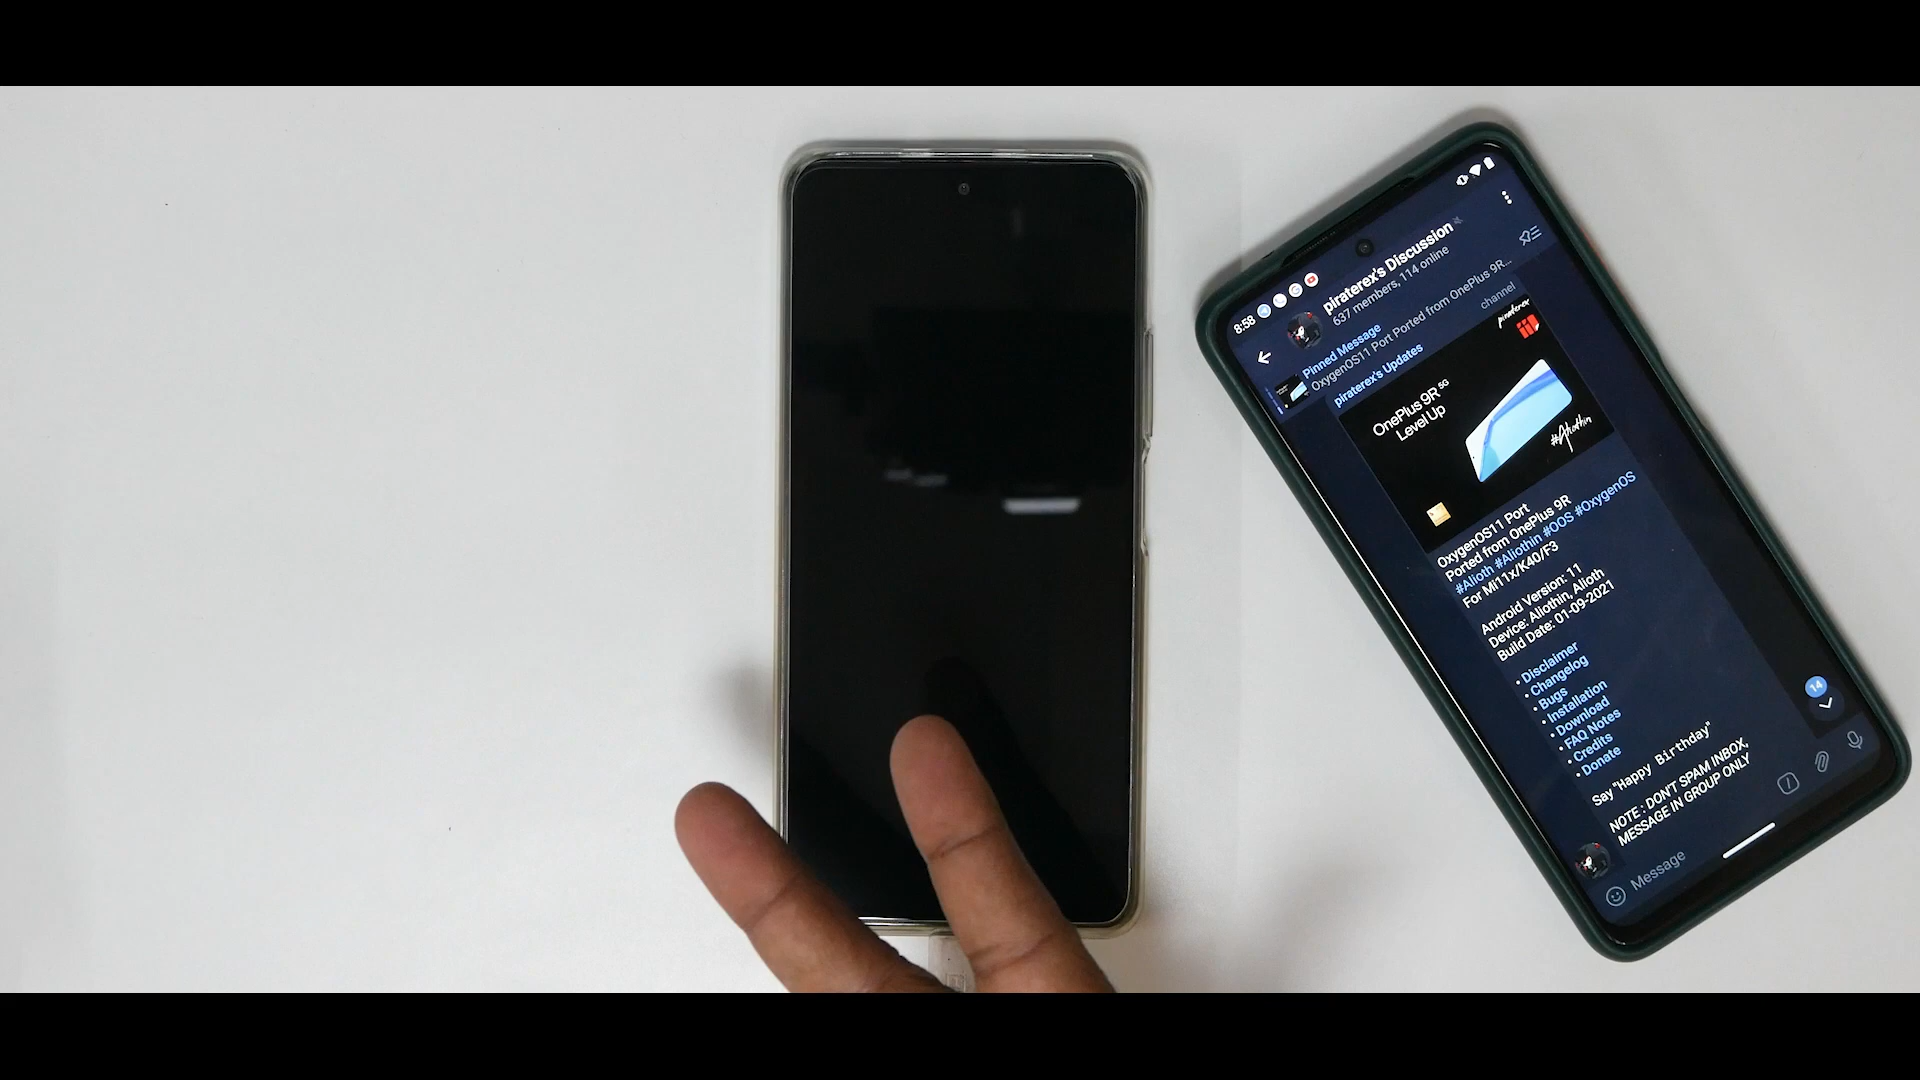 8:58
piraterex's Discussion
637 members, 114 online
Pinned Message
OxygenOS11 Port Ported from OnePlus 9R...
piraterex's Updates
channel
piraterex
OnePlus 9R 5G
Level Up
#Aliothin
OxygenOS11 Port
Ported from OnePlus 9R
#Alioth #Aliothin #OOS #OxygenOS
For Mi11x/K40/F3
Android Version: 11
Device: Aliothin, Alioth
Build Date: 01-09-2021
• Disclaimer
• Changelog
• Bugs
• Installation
• Download
• FAQ Notes
• Credits
• Donate
Say "Happy Birthday"
NOTE : DON'T SPAM INBOX,
MESSAGE IN GROUP ONLY
14
Message